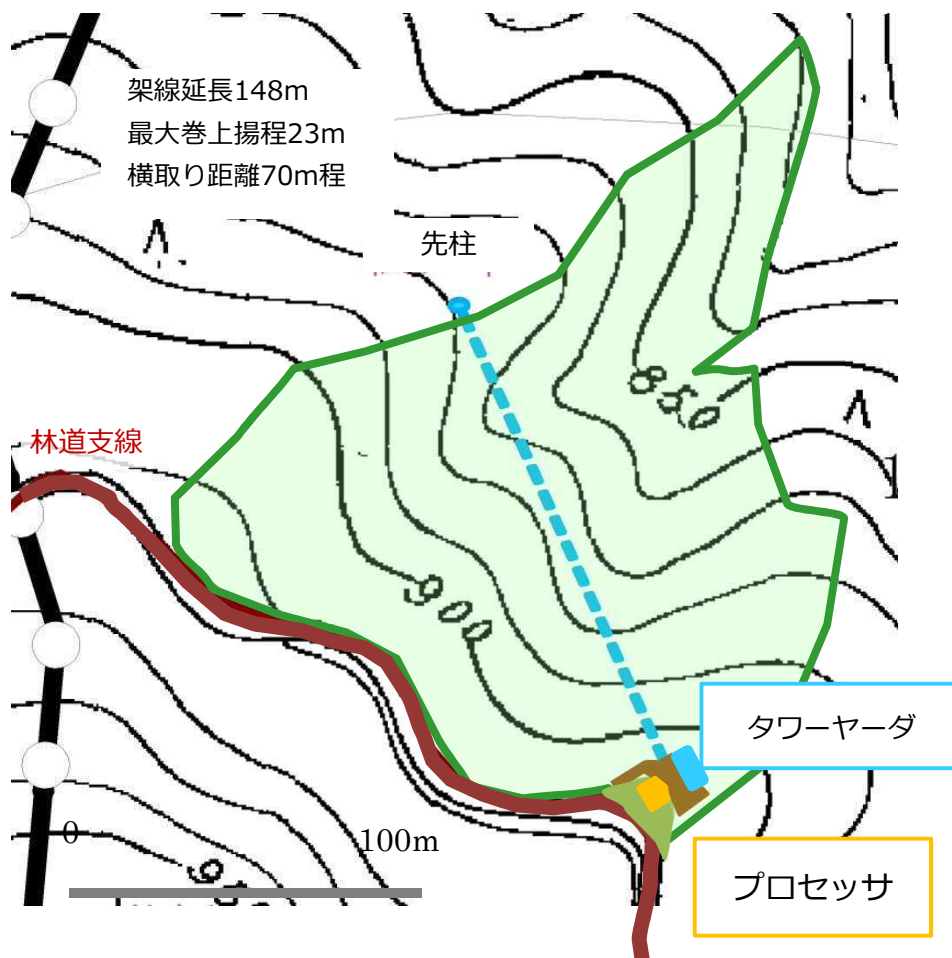 架線延長148m
最大巻上揚程23m
横取り距離70m程
先柱
850
林道支線
900
タワーヤーダ
0
100m
プロセッサ